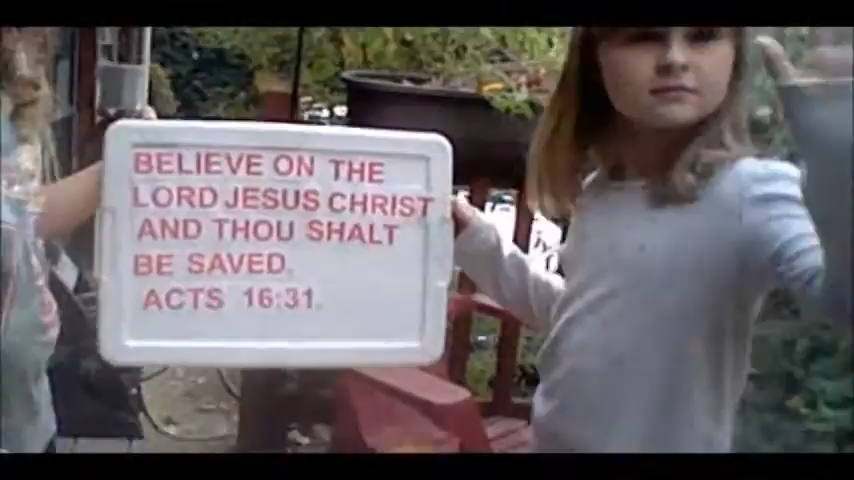 BELIEVE ON THE
LORD JESUS CHRIST
AND THOU SHALT
BE SAVED.
ACTS 16:31.